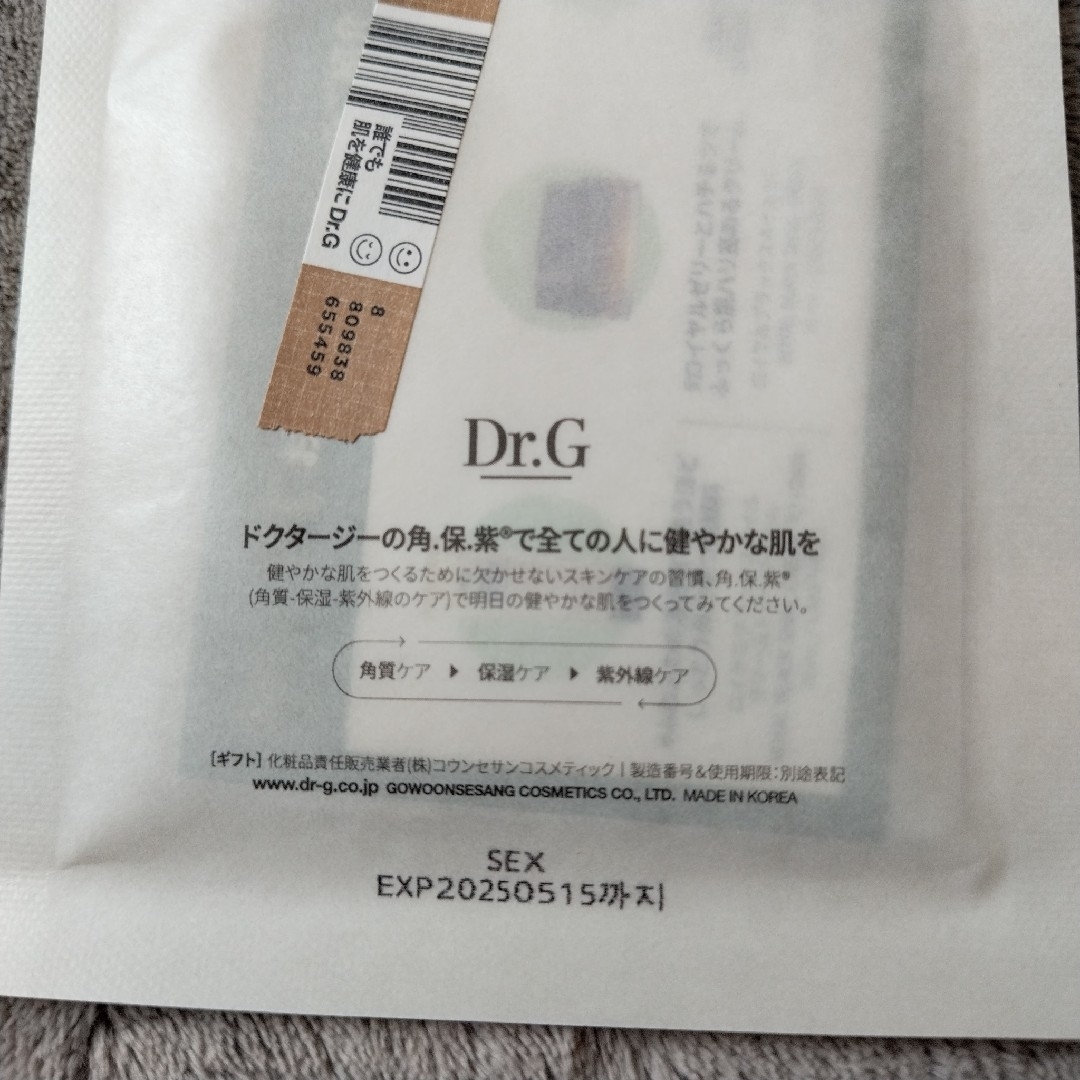 誰でも
肌を健康に Dr.G
8
809838
655459
Dr.G
ドクタージーの角.保.紫®で全ての人に健やかな肌を
健やかな肌をつくるために欠かせないスキンケアの習慣、角.保.紫®
(角質-保湿-紫外線のケア)で明日の健やかな肌をつくってみてください。
角質ケア ▶ 保湿ケア ▶ 紫外線ケア
[ギフト] 化粧品責任販売業者(株)コウンセサンコスメティック | 製造番号&使用期限:別途表記
www.dr-g.co.jp GOWOONSESANG COSMETICS CO., LTD. MADE IN KOREA
SEX
EXP20250515까지